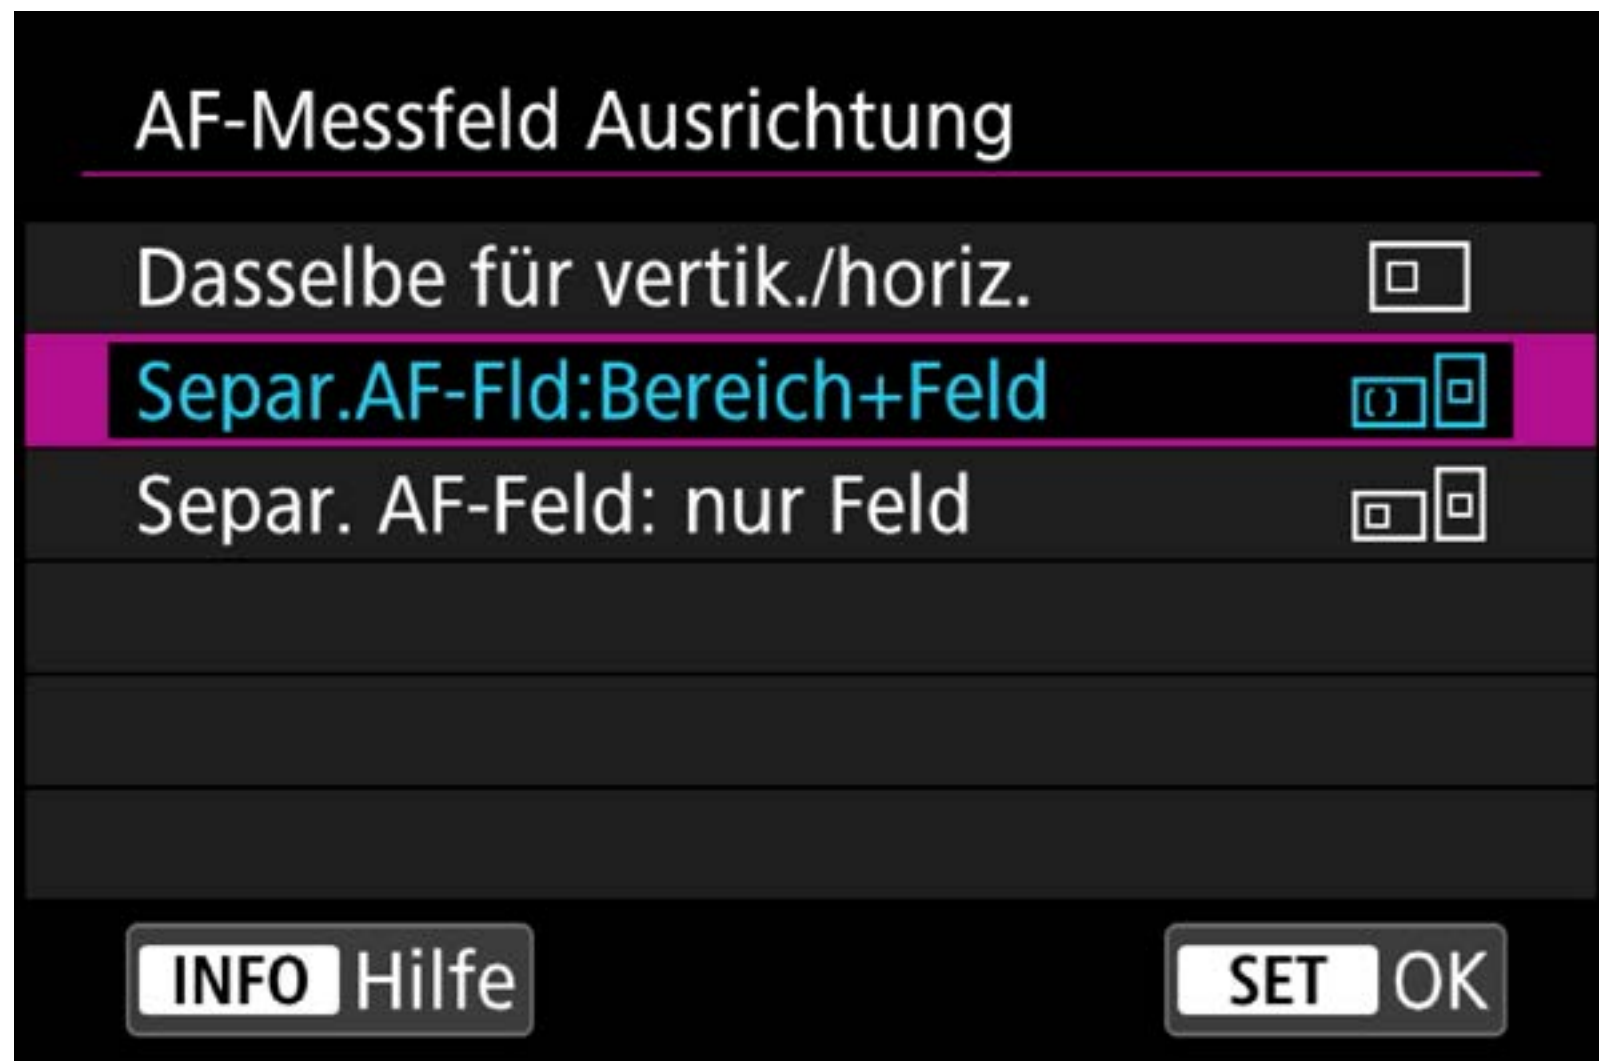 AF-Messfeld Ausrichtung
Dasselbe für vertik./horiz.
Separ.AF-Fld:Bereich+Feld
Separ. AF-Feld: nur Feld
INFO Hilfe
SET OK